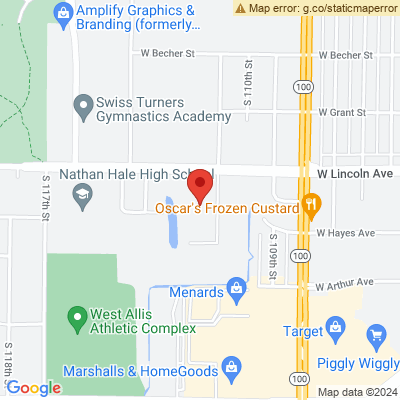 Amplify Graphics &
Branding (formerly...
Map error: g.co/staticmaperror
W Becher St
W Becher St
S 110th St
100
Swiss Turners
Gymnastics Academy
W Grant St
W Lincoln Ave
Nathan Hale High School
S 117th St
Oscar's Frozen Custard
W Hayes Ave
S 109th St
100
W Arthur Ave
Menards
West Allis
Athletic Complex
Target
Piggly Wiggly
S 118th St
Marshalls & HomeGoods
100
Google
Map data ©2024